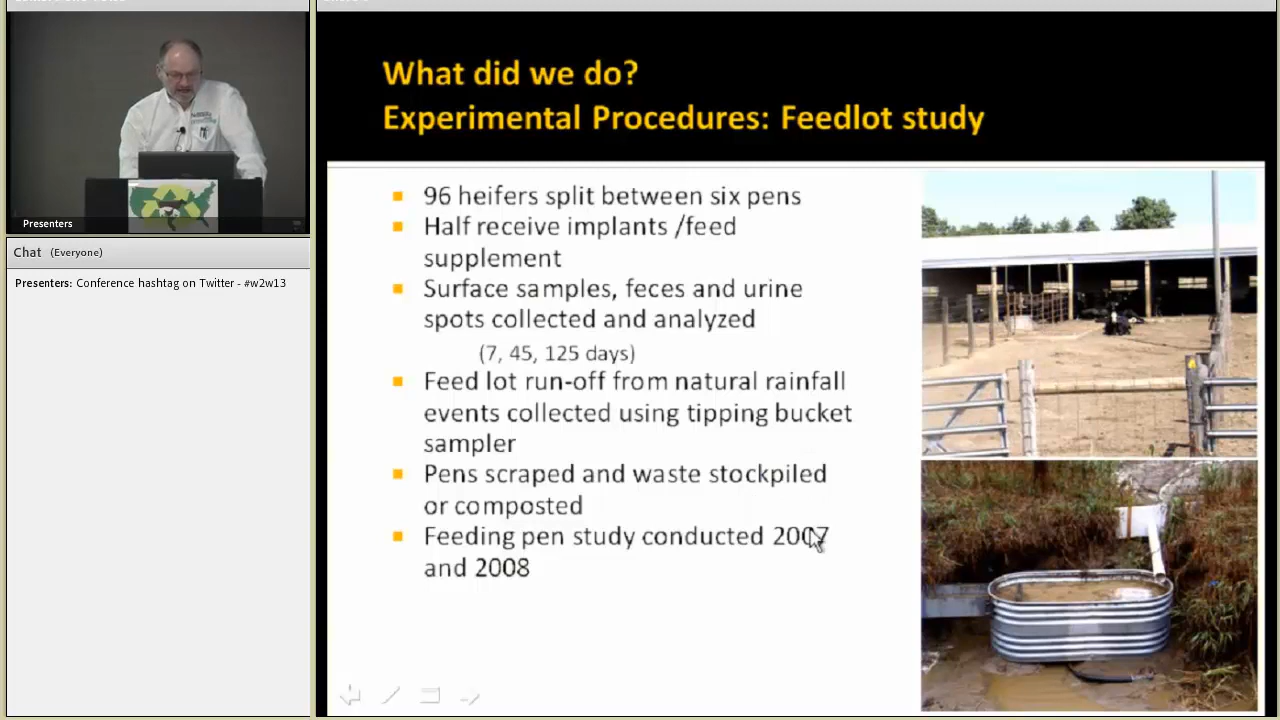 What did we do?
Experimental Procedures: Feedlot study
Presenters
Chat (Everyone)
Presenters: Conference hashtag on Twitter - #w2w13
96 heifers split between six pens
Half receive implants /feed
supplement
Surface samples, feces and urine
spots collected and analyzed
(7, 45, 125 days)
Feed lot run-off from natural rainfall
events collected using tipping bucket
sampler
Pens scraped and waste stockpiled
or composted
Feeding pen study conducted 2007
and 2008